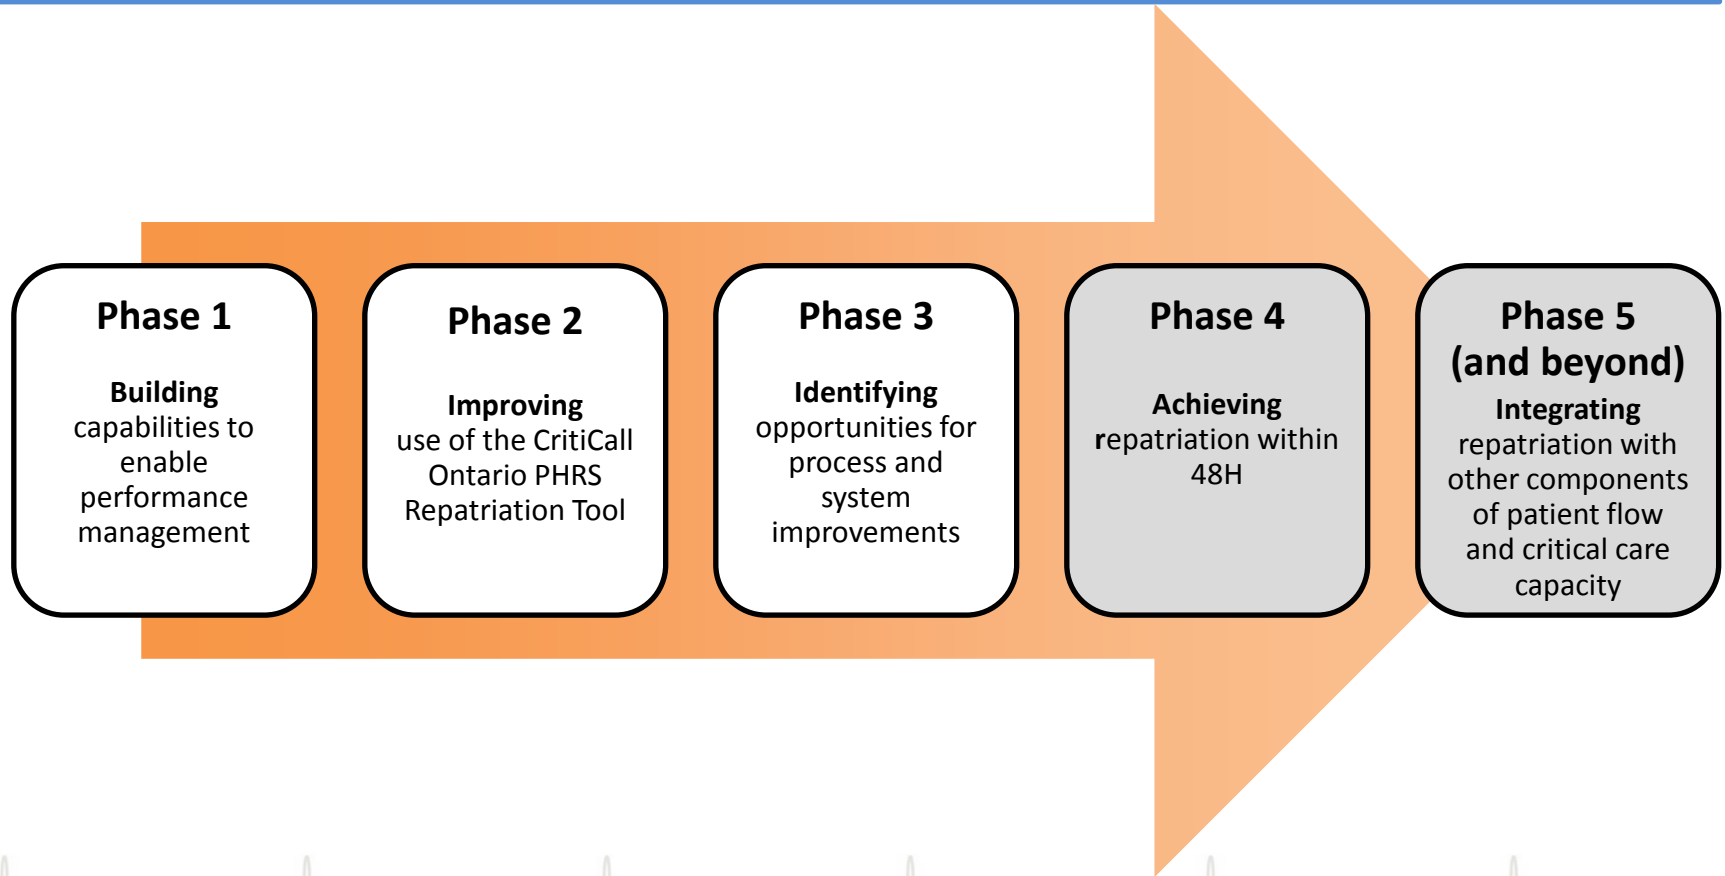 Phase 1
Building
capabilities to
enable
performance
management
Phase 2
Improving
use of the CritiCall
Ontario PHRS
Repatriation Tool
Phase 3
Identifying
opportunities for
process and
system
improvements
Phase 4
Achieving
repatriation within
48H
Phase 5
(and beyond)
Integrating
repatriation with
other components
of patient flow
and critical care
capacity